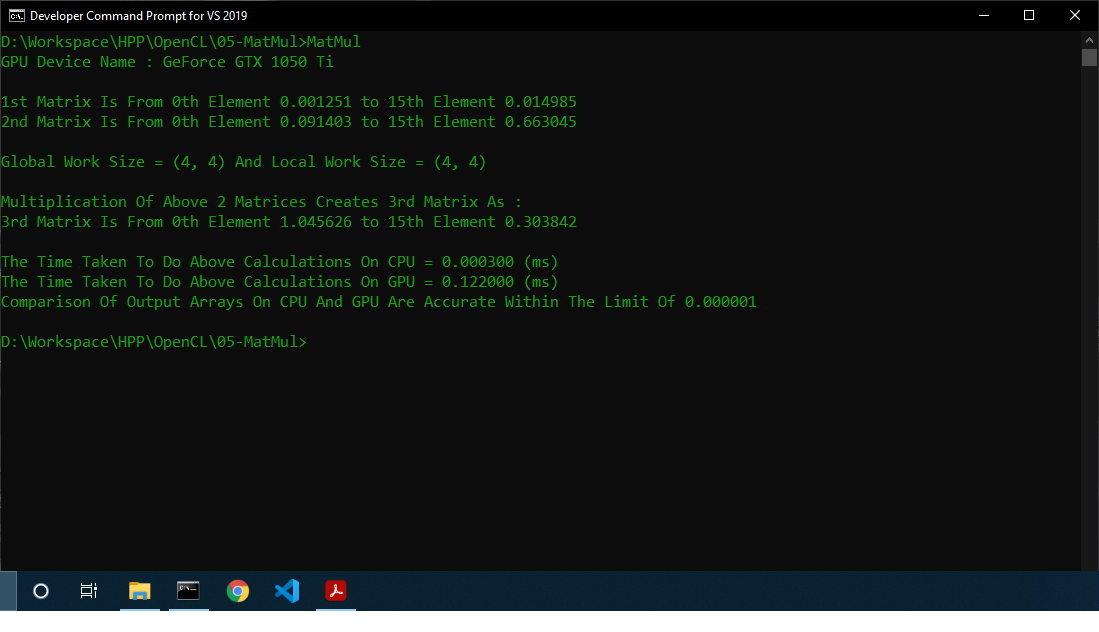 Developer Command Prompt for VS 2019
D:\Workspace\HPP\OpenCL\05-MatMul>MatMul
GPU Device Name : GeForce GTX 1050 Ti
1st Matrix Is From 0th Element 0.001251 to 15th Element 0.014985
2nd Matrix Is From 0th Element 0.091403 to 15th Element 0.663045
Global Work Size = (4, 4) And Local Work Size = (4, 4)
Multiplication Of Above 2 Matrices Creates 3rd Matrix As :
3rd Matrix Is From 0th Element 1.045626 to 15th Element 0.303842
The Time Taken To Do Above Calculations On CPU = 0.000300 (ms)
The Time Taken To Do Above Calculations On GPU = 0.122000 (ms)
Comparison Of Output Arrays On CPU And GPU Are Accurate Within The Limit Of 0.000001
D:\Workspace\HPP\OpenCL\05-MatMul>